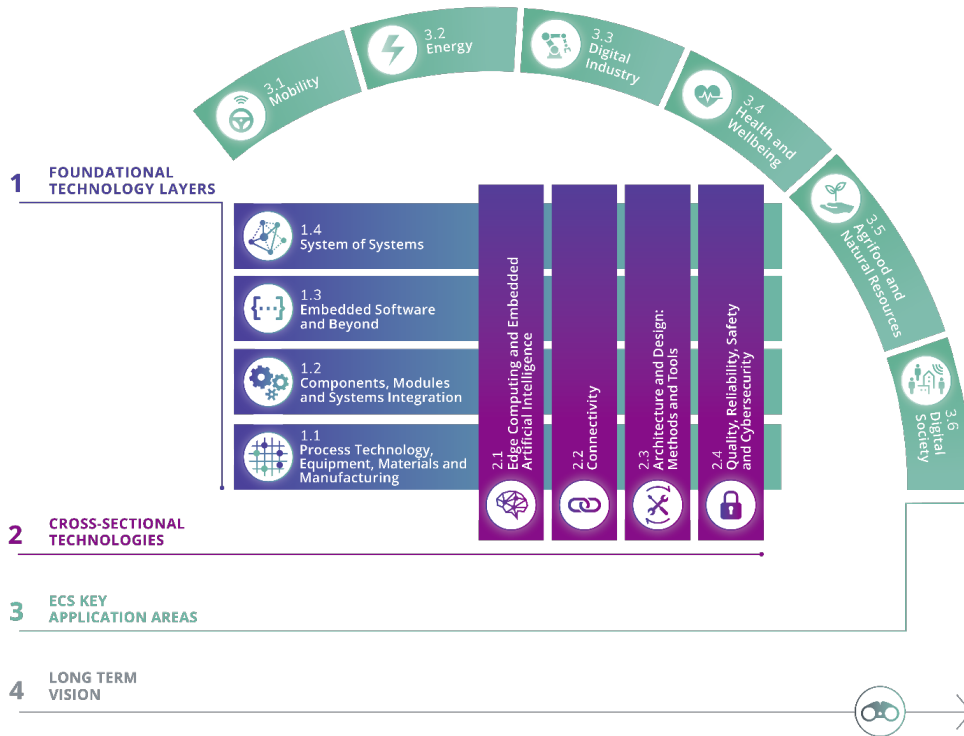 3.1
Mobility
3.2
Energy
3.3
Digital
Industry
3.4
Health and
Wellbeing
3.5
Agrifood and
Natural Resources
3.6
Digital
Society
1
FOUNDATIONAL
TECHNOLOGY LAYERS
1.4
System of Systems
1.3
Embedded Software
and Beyond
1.2
Components, Modules
and Systems Integration
1.1
Process Technology,
Equipment, Materials and
Manufacturing
2.1
Edge Computing and Embedded
Artificial Intelligence
2.2
Connectivity
2.3
Architecture and Design:
Methods and Tools
2.4
Quality, Reliability, Safety
and Cybersecurity
2
CROSS-SECTIONAL
TECHNOLOGIES
3
ECS KEY
APPLICATION AREAS
4
LONG TERM
VISION